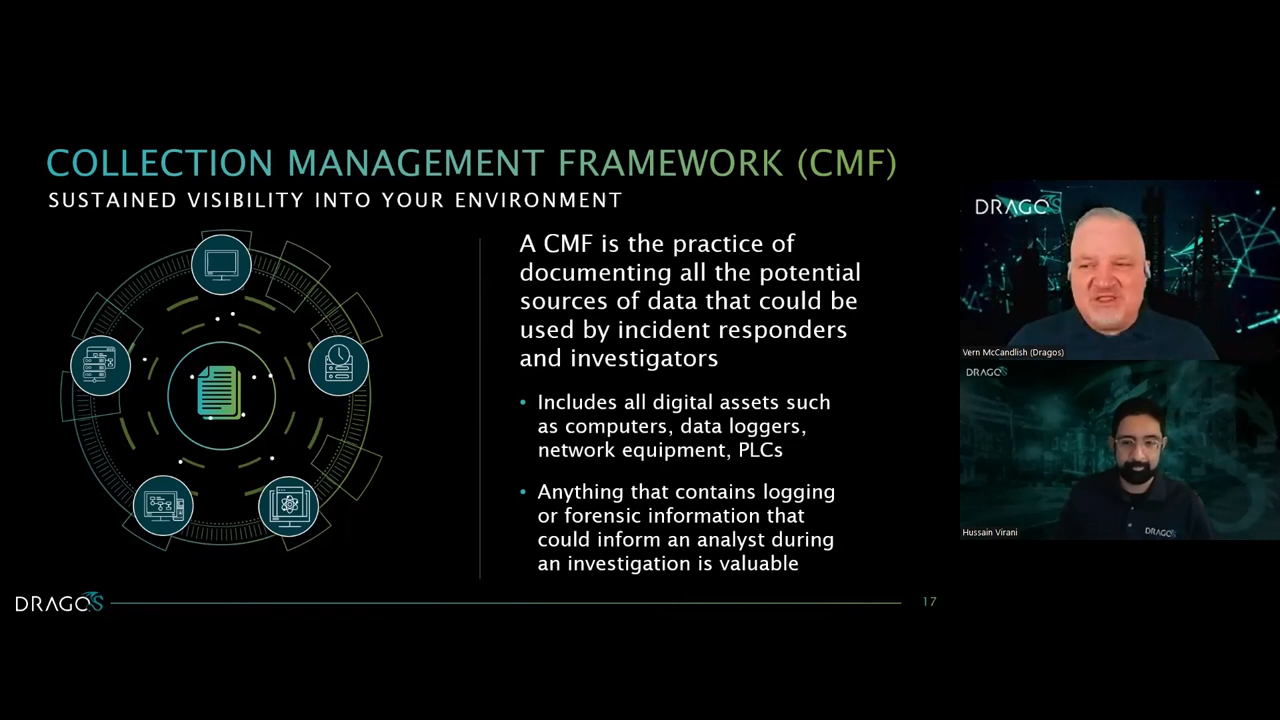 COLLECTION MANAGEMENT FRAMEWORK (CMF)
SUSTAINED VISIBILITY INTO YOUR ENVIRONMENT
A CMF is the practice of
documenting all the potential
sources of data that could be
used by incident responders
and investigators
• Includes all digital assets such
as computers, data loggers,
network equipment, PLCs
• Anything that contains logging
or forensic information that
could inform an analyst during
an investigation is valuable
DRAGOS
17
DRAGOS
Vern McCandlish (Dragos)
DRAGOS
DRAGOS
Hussain Virani